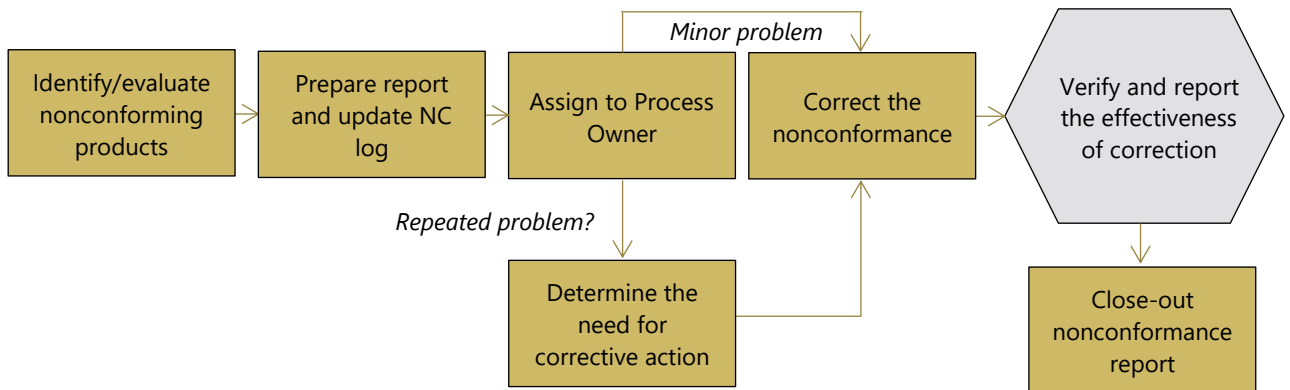 Identify/evaluate
nonconforming
products
Prepare report
and update NC
log
Assign to Process
Owner
Minor problem
Correct the
nonconformance
Verify and report
the effectiveness
of correction
Repeated problem?
Determine the
need for
corrective action
Close-out
nonconformance
report